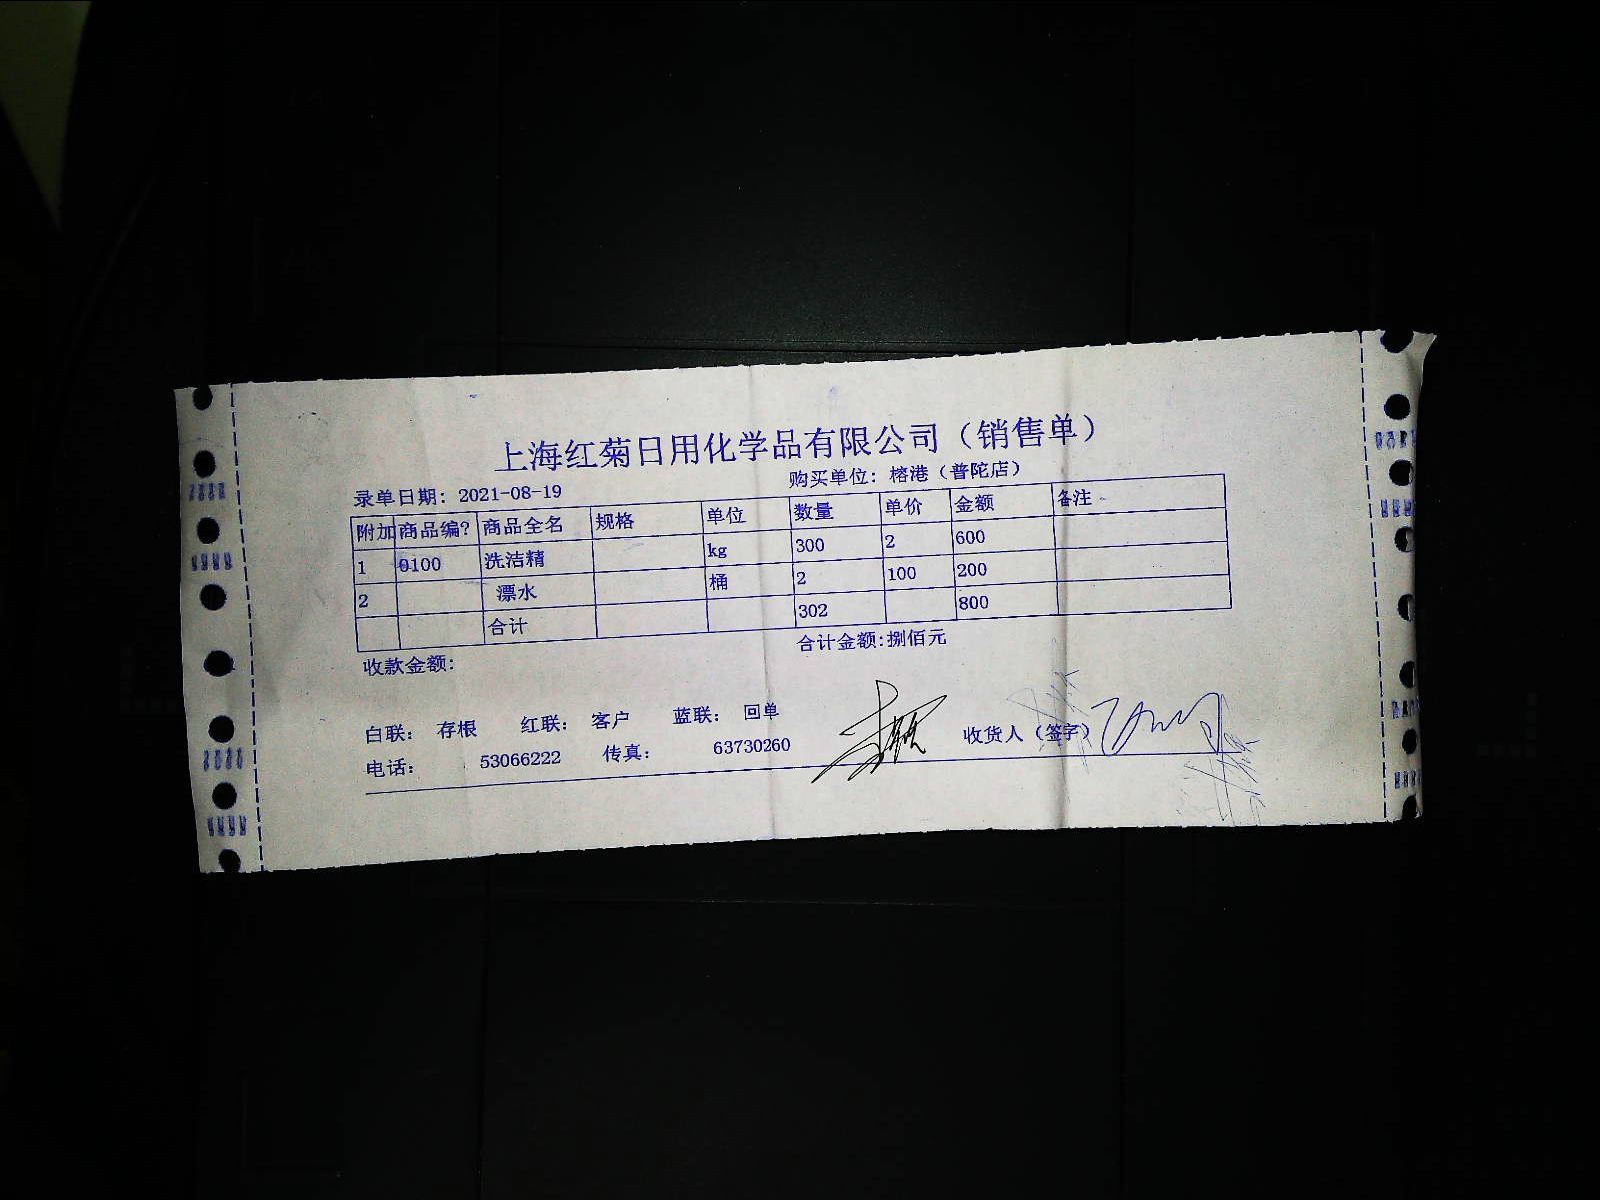 上海红菊日用化学品有限公司（销售单）
录单日期: 2021-08-19 购买单位: 榕港（普陀店）
附加 商品编? 商品全名 规格 单位 数量 单价 金额 备注
1 0100 洗洁精 kg 300 2 600
2 漂水 桶 2 100 200
合计 302 800
收款金额: 合计金额:捌佰元
白联: 存根 红联: 客户 蓝联: 回单
收货人（签字）
电话: 53066222 传真: 63730260